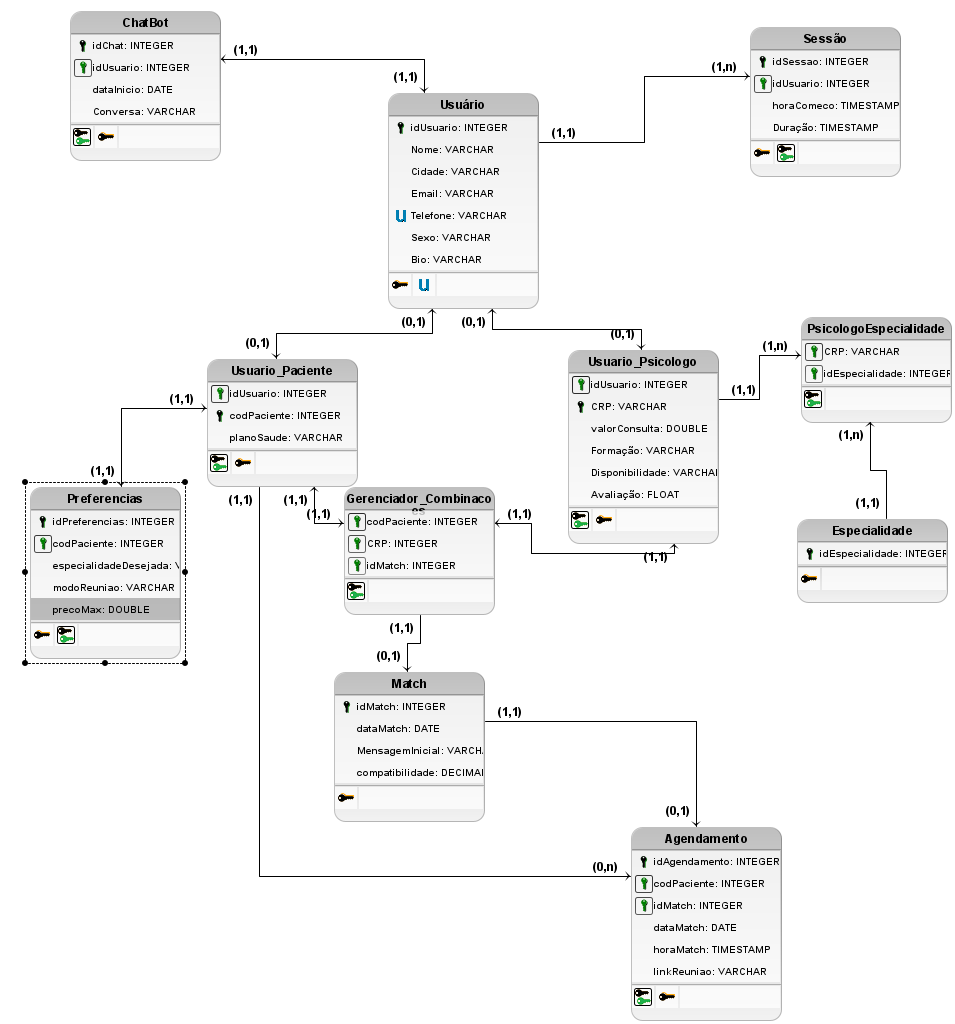 ChatBot
idChat: INTEGER
idUsuario: INTEGER
dataInicio: DATE
Conversa: VARCHAR
(1,1)
(1,1)
Usuário
idUsuario: INTEGER
Nome: VARCHAR
Cidade: VARCHAR
Email: VARCHAR
u Telefone: VARCHAR
Sexo: VARCHAR
Bio: VARCHAR
u
(1,1)
(1,n)
Sessão
idSessao: INTEGER
idUsuario: INTEGER
horaComeco: TIMESTAMP
Duração: TIMESTAMP
(0,1)
(0,1)
(0,1)
(0,1)
Usuario_Paciente
idUsuario: INTEGER
codPaciente: INTEGER
planoSaude: VARCHAR
Usuario_Psicologo
idUsuario: INTEGER
CRP: VARCHAR
valorConsulta: DOUBLE
Formação: VARCHAR
Disponibilidade: VARCHAI
Avaliação: FLOAT
(1,1)
(1,n)
PsicologoEspecialidade
CRP: VARCHAR
idEspecialidade: INTEGER
(1,n)
(1,1)
Especialidade
idEspecialidade: INTEGER
(1,1)
(1,1)
Preferencias
idPreferencias: INTEGER
codPaciente: INTEGER
especialidadeDesejada: V
modoReuniao: VARCHAR
precoMax: DOUBLE
(1,1)
(1,1)
(1,1)
Gerenciador_Combinaco
es
codPaciente: INTEGER
CRP: INTEGER
idMatch: INTEGER
(1,1)
(1,1)
(1,1)
(0,1)
Match
idMatch: INTEGER
dataMatch: DATE
MensagemInicial: VARCH
compatibilidade: DECIMAI
(1,1)
(0,1)
(0,n)
Agendamento
idAgendamento: INTEGER
codPaciente: INTEGER
idMatch: INTEGER
dataMatch: DATE
horaMatch: TIMESTAMP
linkReuniao: VARCHAR